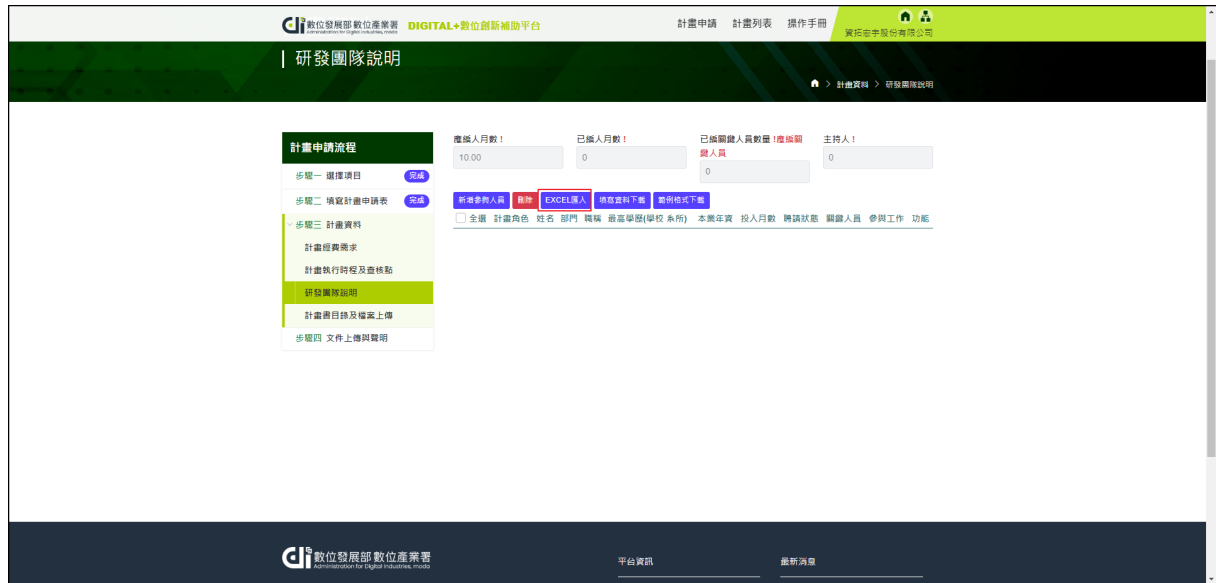 數位發展部數位產業署
Administration for Digital Industries, moda
DIGITAL+數位創新補助平台
計畫申請 計畫列表 操作手冊
資拓宏宇股份有限公司
研發團隊說明
> 計畫資料 > 研發團隊說明
計畫申請流程
步驟一 選擇項目 完成
步驟二 填寫計畫申請表 完成
步驟三 計畫資料
計畫經費需求
計畫執行時程及查核點
研發團隊說明
計畫書目錄及檔案上傳
步驟四 文件上傳與聲明
應編人月數! 已編人月數! 已編關鍵人員數量!應編關鍵人員 主持人!
10.00 0 0 0
新增參與人員 刪除 EXCEL匯入 填寫資料下載 範例格式下載
全選 計畫角色 姓名 部門 職稱 最高學歷(學校 系所) 本業年資 投入月數 聘請狀態 關鍵人員 參與工作 功能
數位發展部數位產業署
Administration for Digital Industries, moda
平台資訊 最新消息